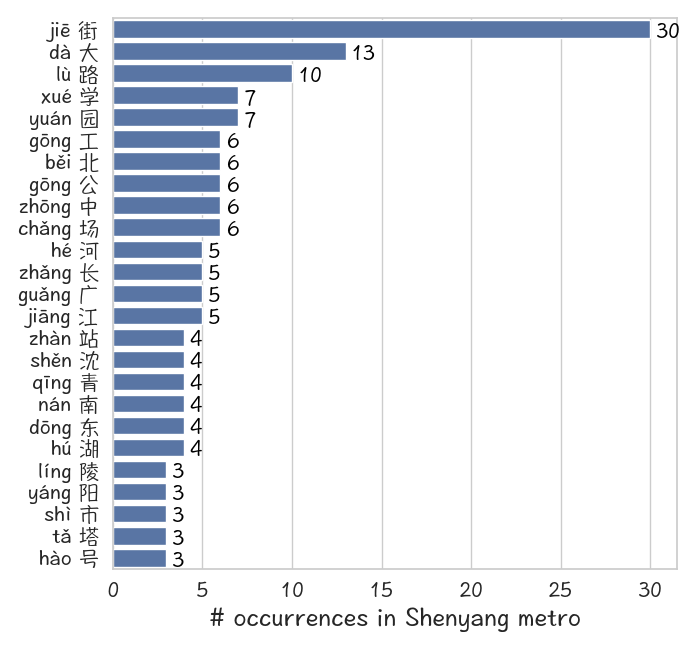 jiē 街 30
dà 大 13
lù 路 10
xué 学 7
yuán 园 7
gōng 工 6
běi 北 6
gōng 公 6
zhōng 中 6
chǎng 场 6
hé 河 5
zhǎng 长 5
guǎng 广 5
jiāng 江 5
zhàn 站 4
shěn 沈 4
qīng 青 4
nán 南 4
dōng 东 4
hú 湖 4
líng 陵 3
yáng 阳 3
shì 市 3
tǎ 塔 3
hào 号 3
0 5 10 15 20 25 30
# occurrences in Shenyang metro